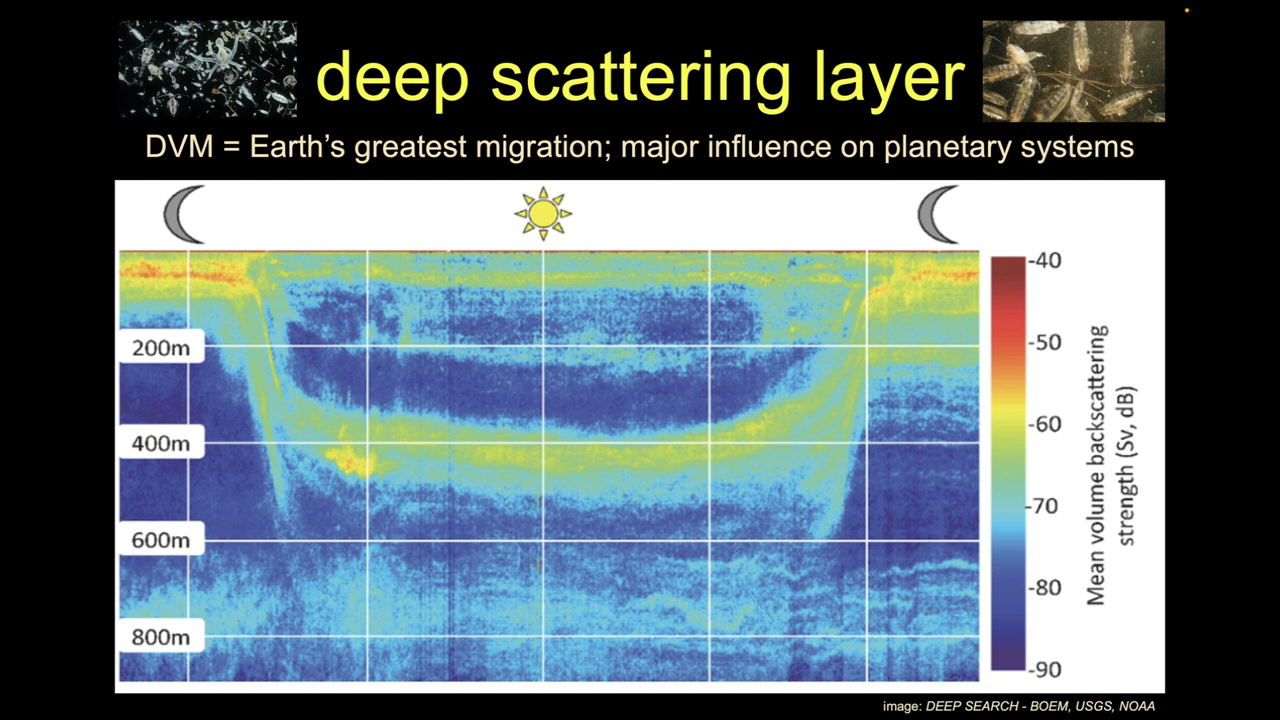 deep scattering layer
DVM = Earth's greatest migration; major influence on planetary systems
200m
400m
600m
800m
-40
-50
-60
-70
-80
-90
Mean volume backscattering
strength (Sv, dB)
image: DEEP SEARCH - BOEM, USGS, NOAA